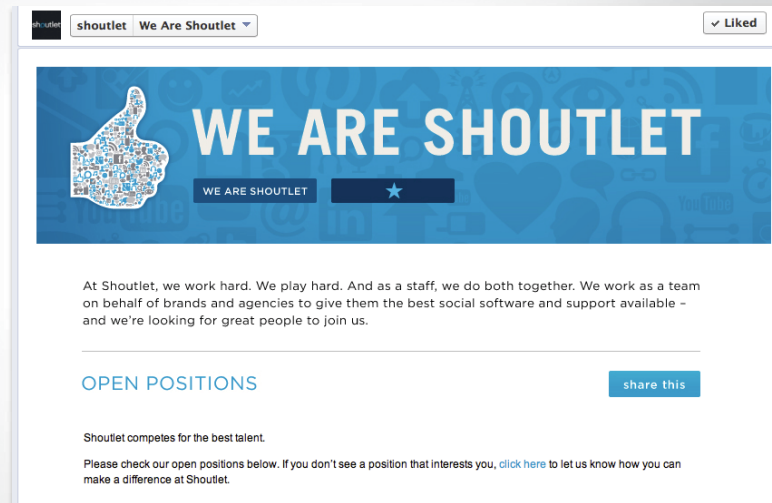 shoutlet
shoutlet We Are Shoutlet
Liked
WE ARE SHOUTLET
WE ARE SHOUTLET
YouTube
YouTube
At Shoutlet, we work hard. We play hard. And as a staff, we do both together. We work as a team
on behalf of brands and agencies to give them the best social software and support available –
and we’re looking for great people to join us.
OPEN POSITIONS
share this
Shoutlet competes for the best talent.
Please check our open positions below. If you don’t see a position that interests you, click here to let us know how you can
make a difference at Shoutlet.